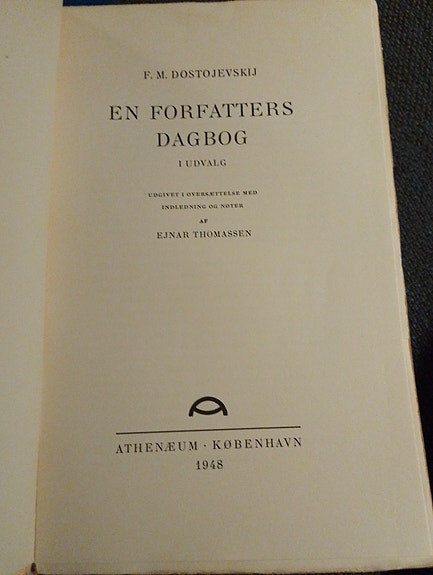 F. M. DOSTOJEVSKIJ
EN FORFATTERS
DAGBOG
I UDVALG
UDGIVET I OVERSÆTTELSE MED
INDLEDNING OG NOTER
AF
EJNAR THOMASSEN
ATHENÆUM · KØBENHAVN
1948